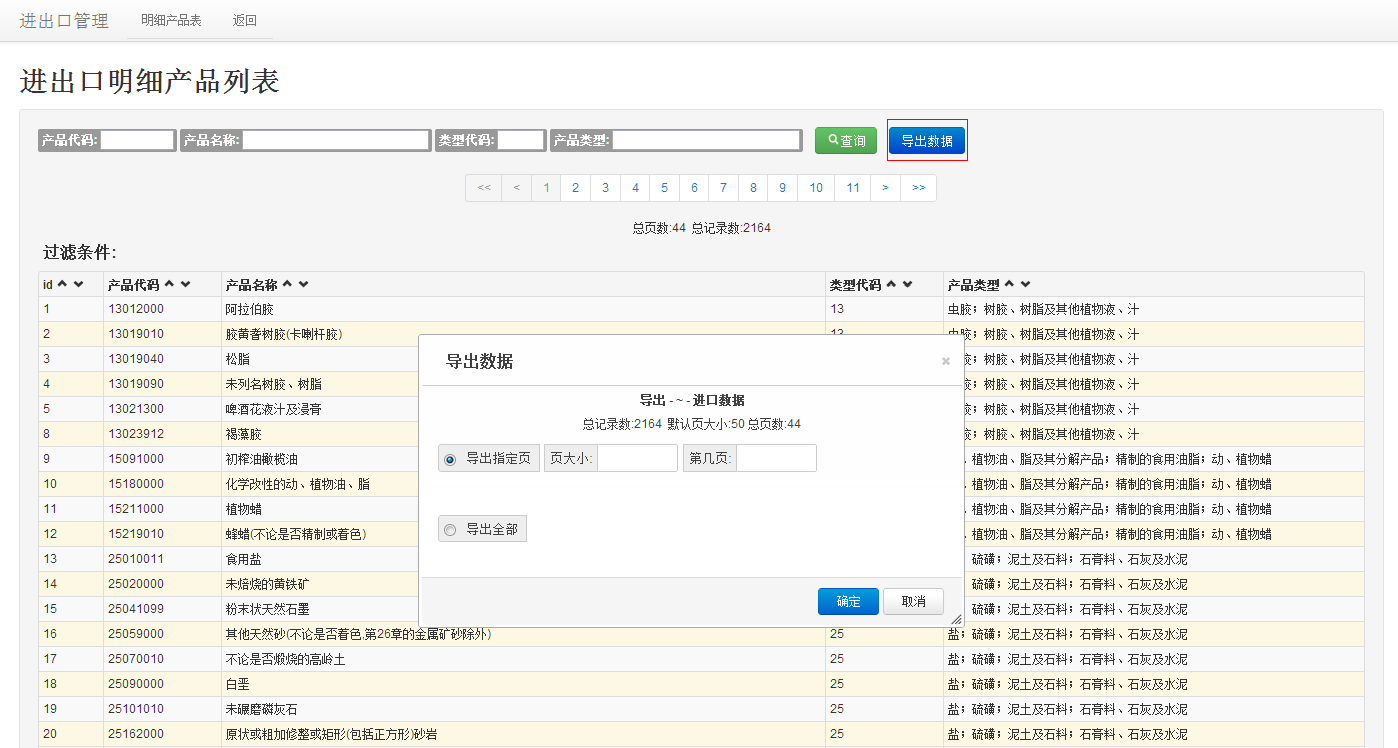 进出口管理 明细产品表 返回
进出口明细产品列表
产品代码: 产品名称: 类型代码: 产品类型: 查询 导出数据
<< < 1 2 3 4 5 6 7 8 9 10 11 > >>
总页数:44 总记录数:2164
过滤条件:
id 产品代码 产品名称 类型代码 产品类型
1 13012000 阿拉伯胶 13 虫胶；树胶、树脂及其他植物液、汁
2 13019010 胶黄耆树胶(卡喇杆胶) 13 虫胶；树胶、树脂及其他植物液、汁
3 13019040 松脂 胶；树胶、树脂及其他植物液、汁
4 13019090 未列名树胶、树脂 胶；树胶、树脂及其他植物液、汁
5 13021300 啤酒花液汁及浸膏 胶；树胶、树脂及其他植物液、汁
8 13023912 褐藻胶 胶；树胶、树脂及其他植物液、汁
9 15091000 初榨油橄榄油 、植物油、脂及其分解产品；精制的食用油脂；动、植物蜡
10 15180000 化学改性的动、植物油、脂 、植物油、脂及其分解产品；精制的食用油脂；动、植物蜡
11 15211000 植物蜡 、植物油、脂及其分解产品；精制的食用油脂；动、植物蜡
12 15219010 蜂蜡(不论是否精制或着色) 、植物油、脂及其分解产品；精制的食用油脂；动、植物蜡
13 25010011 食用盐 硫磺；泥土及石料；石膏料、石灰及水泥
14 25020000 未焙烧的黄铁矿 硫磺；泥土及石料；石膏料、石灰及水泥
15 25041099 粉末状天然石墨 硫磺；泥土及石料；石膏料、石灰及水泥
16 25059000 其他天然砂(不论是否着色,第26章的金属矿砂除外) 25 盐；硫磺；泥土及石料；石膏料、石灰及水泥
17 25070010 不论是否煅烧的高岭土 25 盐；硫磺；泥土及石料；石膏料、石灰及水泥
18 25090000 白垩 25 盐；硫磺；泥土及石料；石膏料、石灰及水泥
19 25101010 未碾磨磷灰石 25 盐；硫磺；泥土及石料；石膏料、石灰及水泥
20 25162000 原状或粗加修整或矩形(包括正方形)砂岩 25 盐；硫磺；泥土及石料；石膏料、石灰及水泥
导出数据 ×
导出 - ~ - 进口数据
总记录数:2164 默认页大小:50 总页数:44
导出指定页 页大小: 第几页:
导出全部
确定 取消